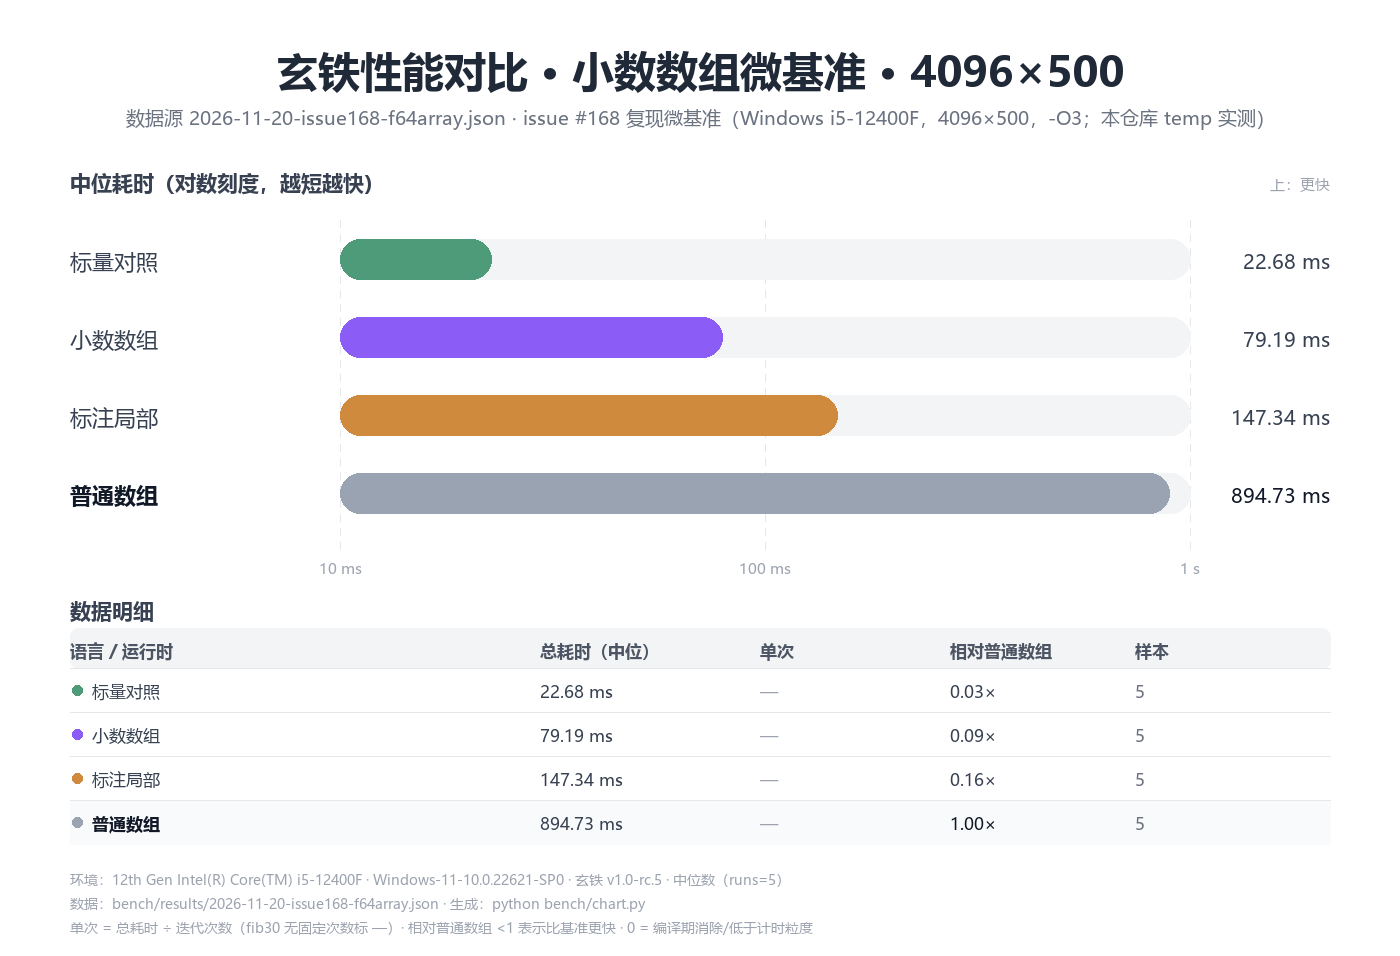 玄铁性能对比 • 小数数组微基准 • 4096×500
数据源 2026-11-20-issue168-f64array.json · issue #168 复现微基准（Windows i5-12400F，4096×500，-O3；本仓库 temp 实测）
中位耗时（对数刻度，越短越快）
上：更快
标量对照 22.68 ms
小数数组 79.19 ms
标注局部 147.34 ms
普通数组 894.73 ms
10 ms 100 ms 1 s
数据明细
语言 / 运行时 总耗时（中位） 单次 相对普通数组 样本
标量对照 22.68 ms — 0.03× 5
小数数组 79.19 ms — 0.09× 5
标注局部 147.34 ms — 0.16× 5
普通数组 894.73 ms — 1.00× 5
环境：12th Gen Intel(R) Core(TM) i5-12400F · Windows-11-10.0.22621-SP0 · 玄铁 v1.0-rc.5 · 中位数（runs=5）
数据：bench/results/2026-11-20-issue168-f64array.json · 生成：python bench/chart.py
单次 = 总耗时 ÷ 迭代次数（fib30 无固定次数标 —）· 相对普通数组 <1 表示比基准更快 · 0 = 编译期消除/低于计时粒度